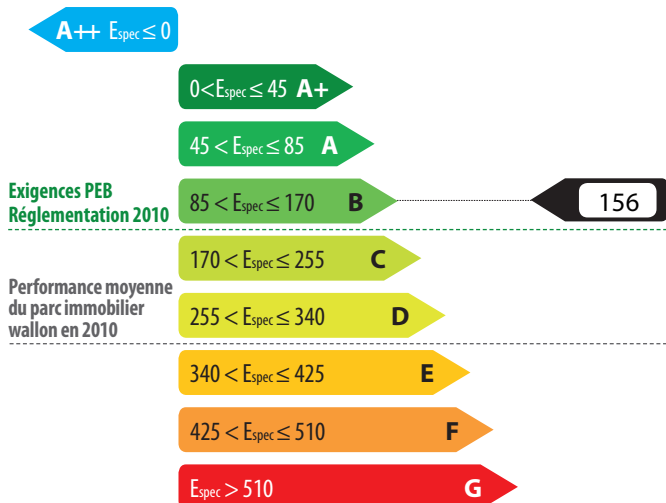 A++ Espec ≤ 0
0<Espec ≤ 45 A+
45 < Espec ≤ 85 A
Exigences PEB
Réglementation 2010
85 < Espec ≤ 170 B
156
170 < Espec ≤ 255 C
Performance moyenne
du parc immobilier
wallon en 2010
255 < Espec ≤ 340 D
340 < Espec ≤ 425 E
425 < Espec ≤ 510 F
Espec > 510 G